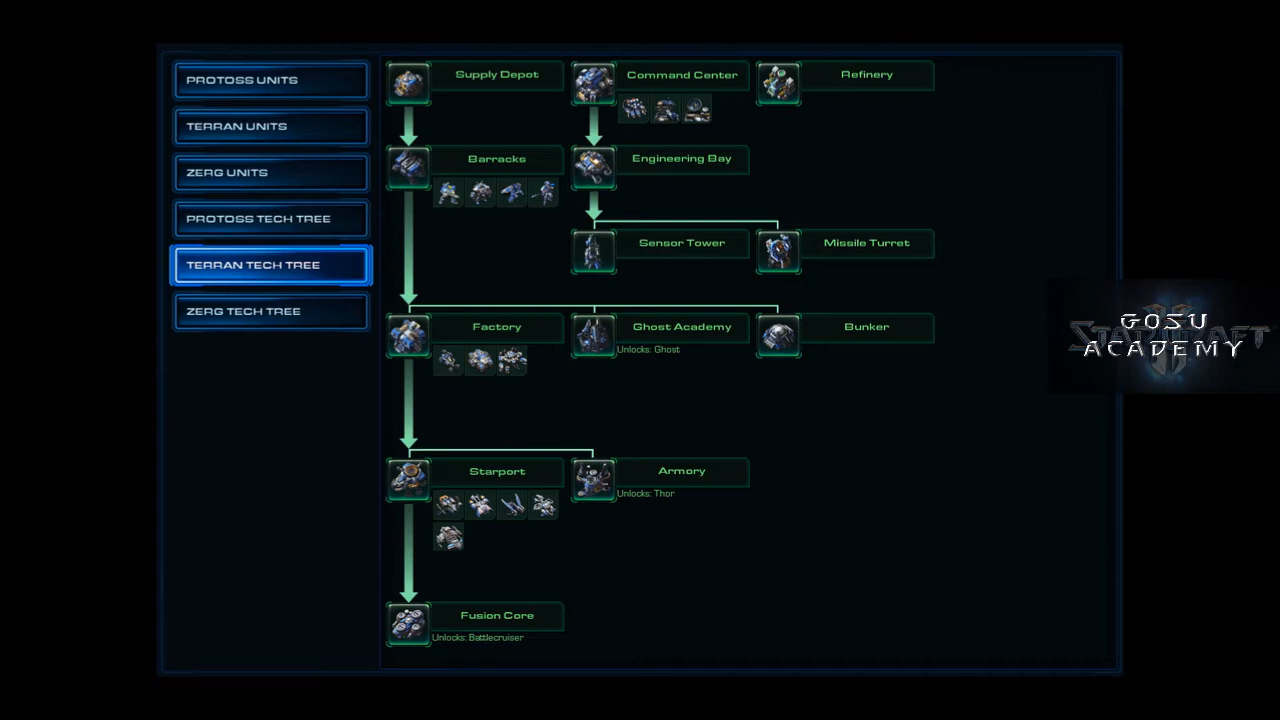 PROTOSS UNITS
TERRAN UNITS
ZERG UNITS
PROTOSS TECH TREE
TERRAN TECH TREE
ZERG TECH TREE
Supply Depot
Command Center
Refinery
Barracks
Engineering Bay
Sensor Tower
Missile Turret
Factory
Ghost Academy
Unlocks: Ghost
Bunker
Starport
Armory
Unlocks: Thor
Fusion Core
Unlocks: Battlecruiser
GOSU
STARCRAFT
II
ACADEMY